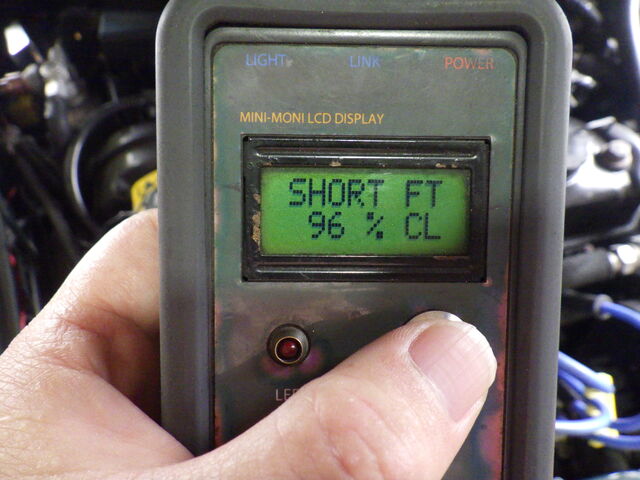 LIGHT LINK POWER
MINI-MONI LCD DISPLAY
SHORT FT
96 % CL